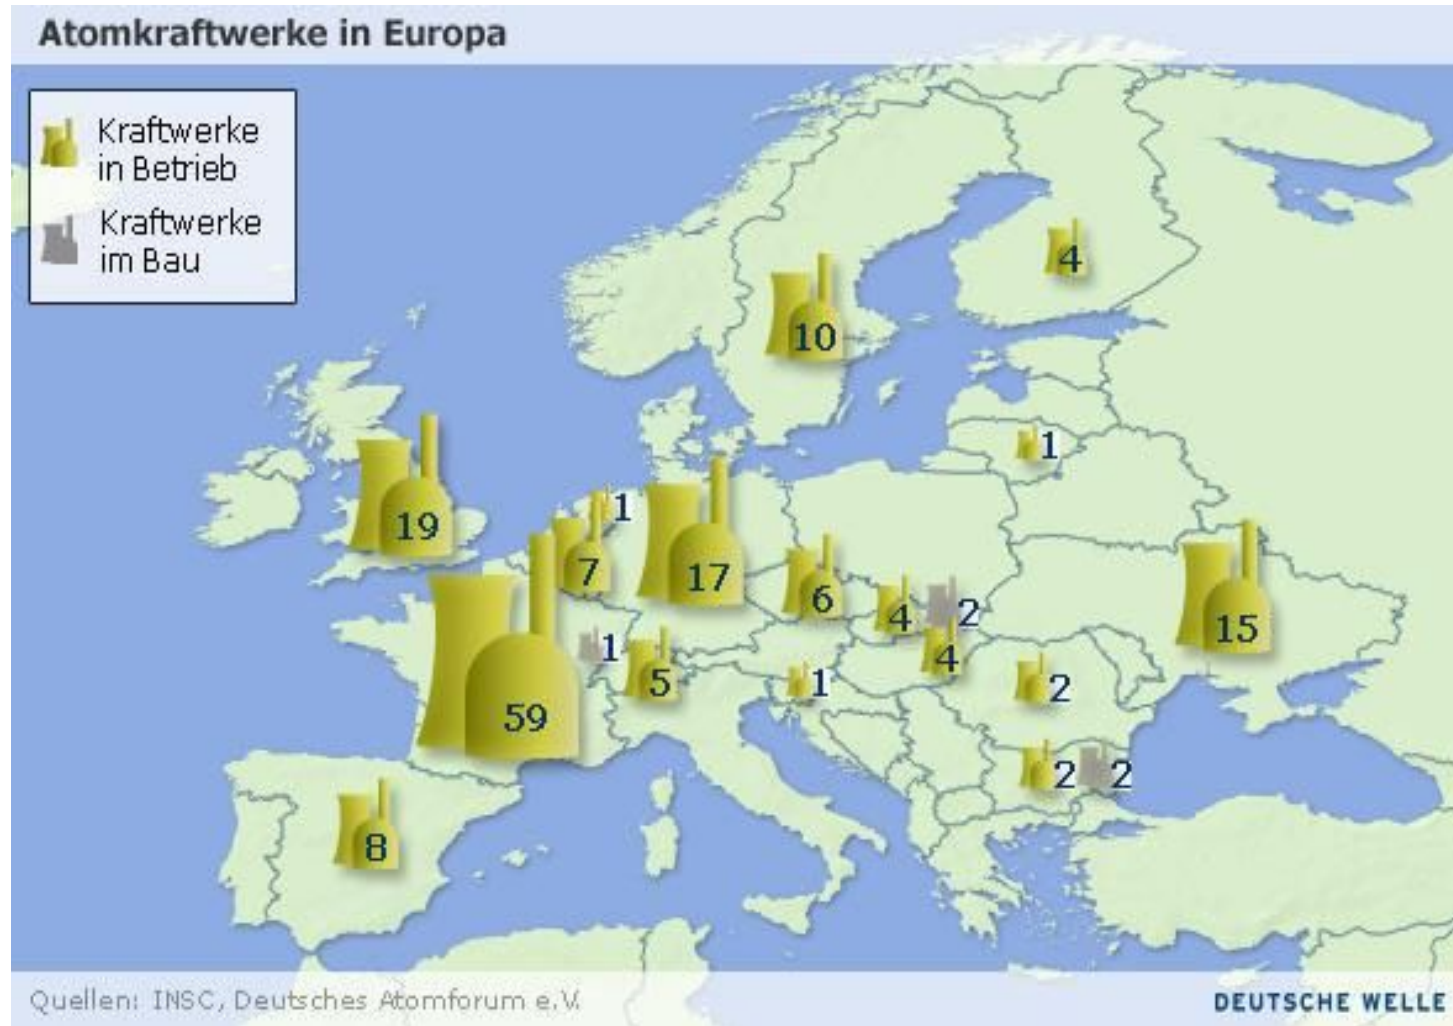 Atomkraftwerke in Europa
Kraftwerke
in Betrieb
Kraftwerke
im Bau
4
10
1
19
1
7
17
6
4
2
15
1
5
4
1
2
59
2
2
8
Quellen: INSC, Deutsches Atomforum e.V.
DEUTSCHE WELLE